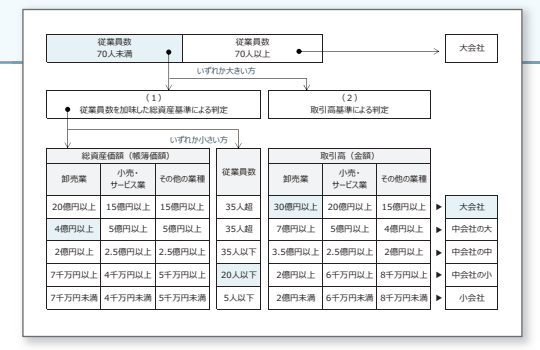 従業員数
70人未満
従業員数
70人以上
大会社
いずれか大きい方
（1）
従業員数を加味した総資産基準による判定
（2）
取引高基準による判定
いずれか小さい方
総資産価額（帳簿価額） 従業員数 取引高（金額）
卸売業 小売・サービス業 その他の業種 卸売業 小売・サービス業 その他の業種
20億円以上 15億円以上 15億円以上 35人超 30億円以上 20億円以上 15億円以上 ▶ 大会社
4億円以上 5億円以上 5億円以上 35人超 7億円以上 5億円以上 4億円以上 ▶ 中会社の大
2億円以上 2.5億円以上 2.5億円以上 35人以下 3.5億円以上 2.5億円以上 2億円以上 ▶ 中会社の中
7千万円以上 4千万円以上 5千万円以上 20人以下 2億円以上 6千万円以上 8千万円以上 ▶ 中会社の小
7千万円未満 4千万円未満 5千万円未満 5人以下 2億円未満 6千万円未満 8千万円未満 ▶ 小会社